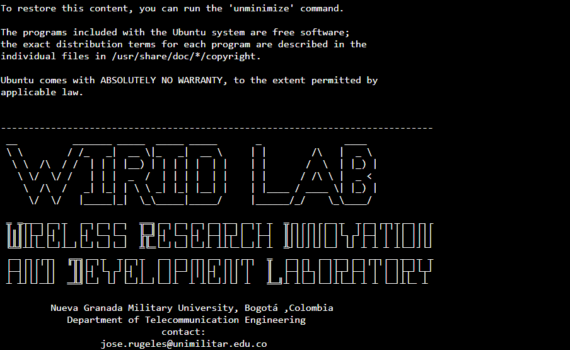 To restore this content, you can run the 'unminimize' command.
The programs included with the Ubuntu system are free software;
the exact distribution terms for each program are described in the
individual files in /usr/share/doc/*/copyright.
Ubuntu comes with ABSOLUTELY NO WARRANTY, to the extent permitted by
applicable law.
WIRID LAB
WIRELESS RESEARCH INNOVATION
AND DEVELOPMENT LABORATORY
Nueva Granada Military University, Bogotá ,Colombia
Department of Telecommunication Engineering
contact:
jose.rugeles@unimilitar.edu.co